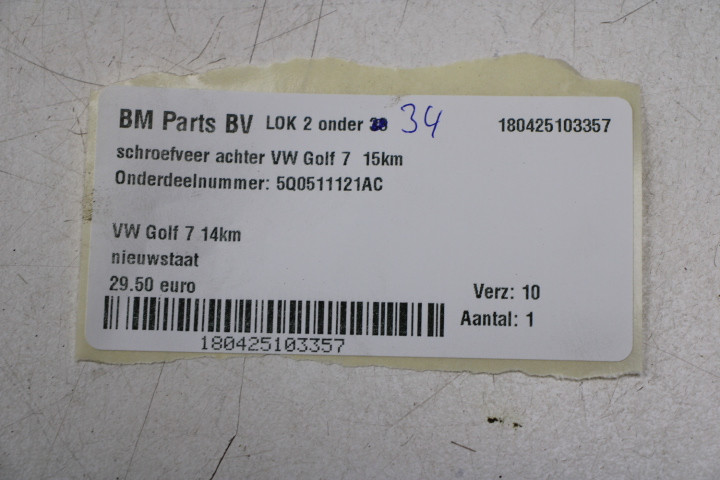 BM Parts BV LOK 2 onder 34 180425103357
schroefveer achter VW Golf 7 15km
Onderdeelnummer: 5Q0511121AC
VW Golf 7 14km
nieuwstaat
29.50 euro
Verz: 10
Aantal: 1
180425103357